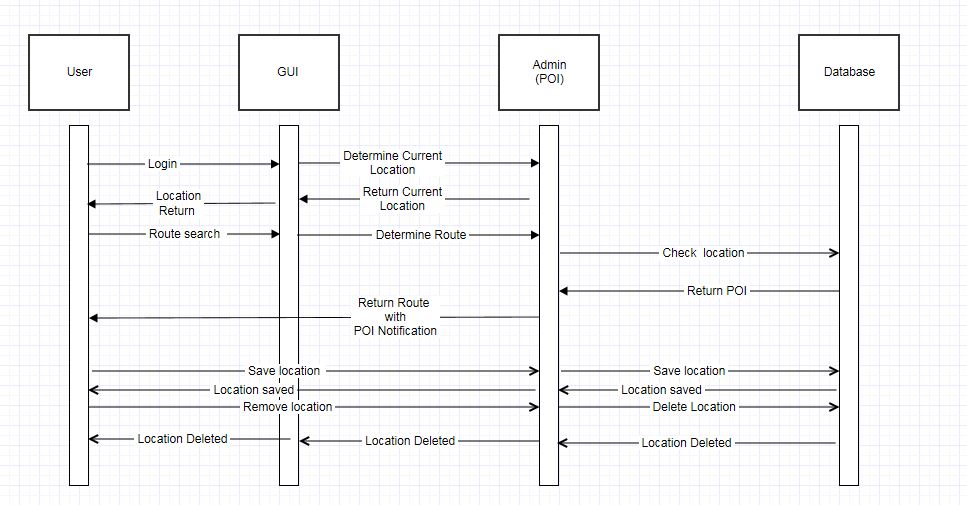 User
GUI
Admin
(POI)
Database
Login
Determine Current
Location
Return Current
Location
Location
Return
Route search
Determine Route
Check location
Return POI
Return Route
with
POI Notification
Save location
Save location
Location saved
Location saved
Remove location
Delete Location
Location Deleted
Location Deleted
Location Deleted